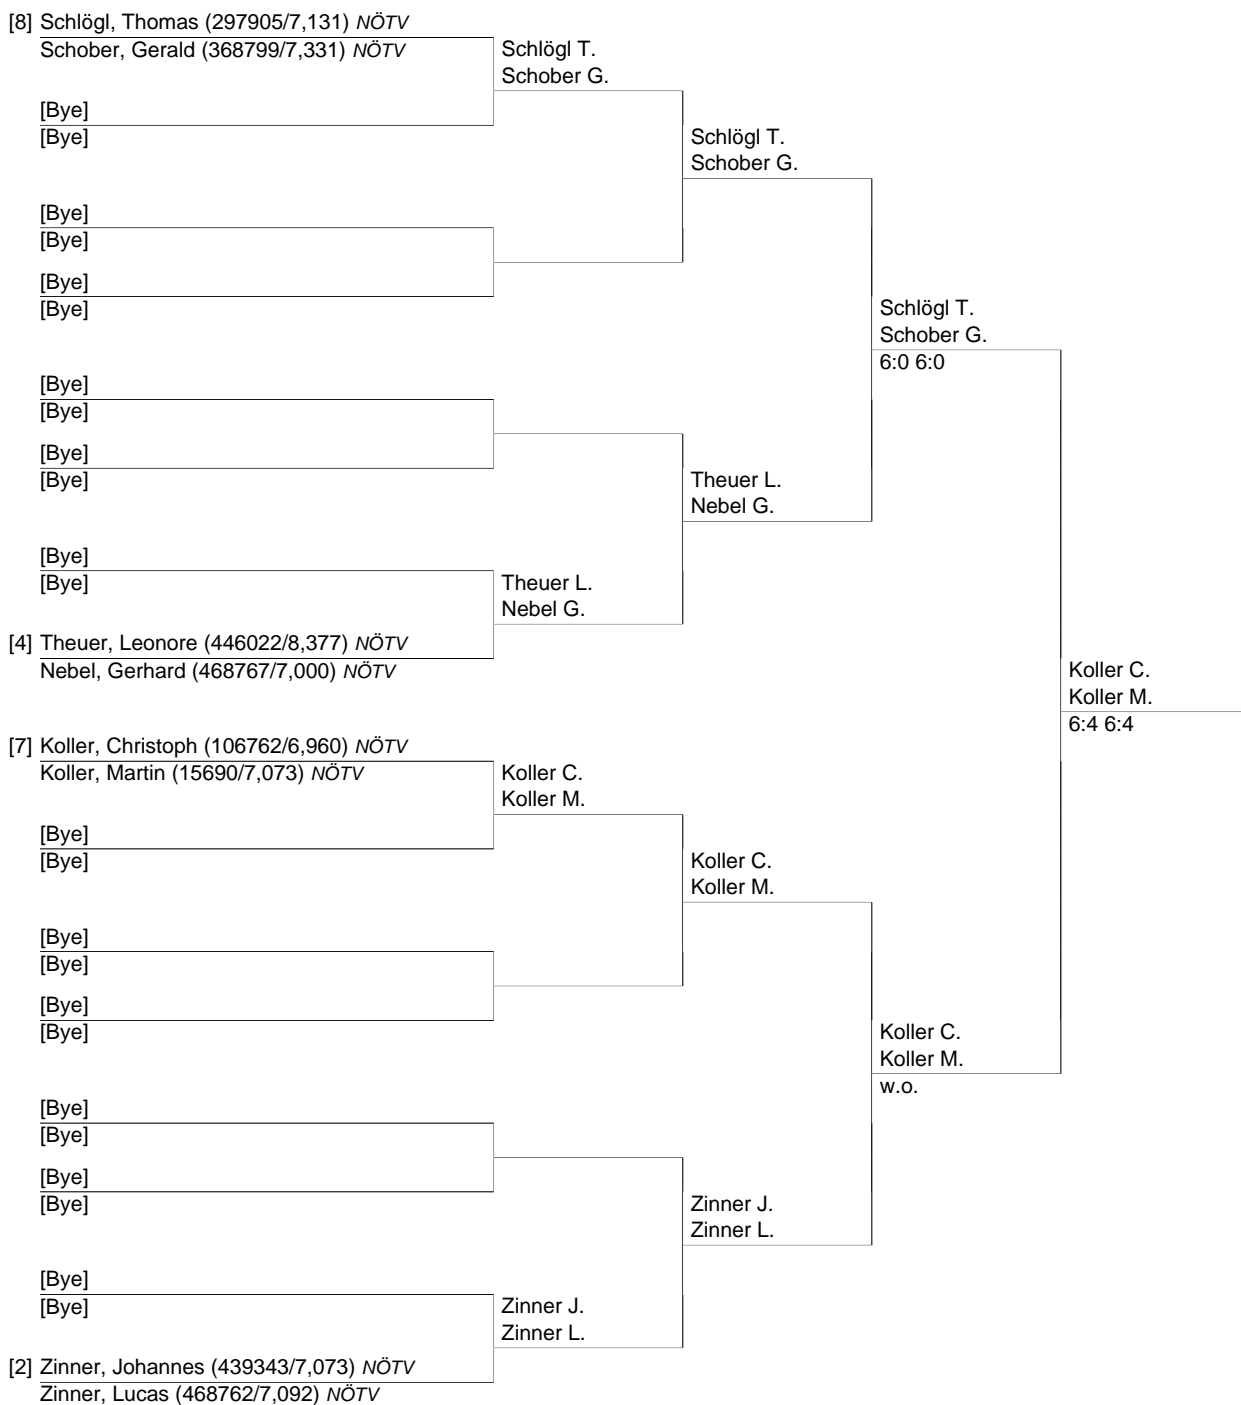 [8] Schlögl, Thomas (297905/7,131) NÖTV
Schober, Gerald (368799/7,331) NÖTV
Schlögl T.
Schober G.
[Bye]
[Bye]
Schlögl T.
Schober G.
[Bye]
[Bye]
[Bye]
[Bye]
Schlögl T.
Schober G.
6:0 6:0
[Bye]
[Bye]
[Bye]
[Bye]
Theuer L.
Nebel G.
[Bye]
[Bye]
Theuer L.
Nebel G.
[4] Theuer, Leonore (446022/8,377) NÖTV
Nebel, Gerhard (468767/7,000) NÖTV
Koller C.
Koller M.
6:4 6:4
[7] Koller, Christoph (106762/6,960) NÖTV
Koller, Martin (15690/7,073) NÖTV
Koller C.
Koller M.
[Bye]
[Bye]
Koller C.
Koller M.
[Bye]
[Bye]
[Bye]
[Bye]
Koller C.
Koller M.
w.o.
[Bye]
[Bye]
[Bye]
[Bye]
Zinner J.
Zinner L.
[Bye]
[Bye]
Zinner J.
Zinner L.
[2] Zinner, Johannes (439343/7,073) NÖTV
Zinner, Lucas (468762/7,092) NÖTV